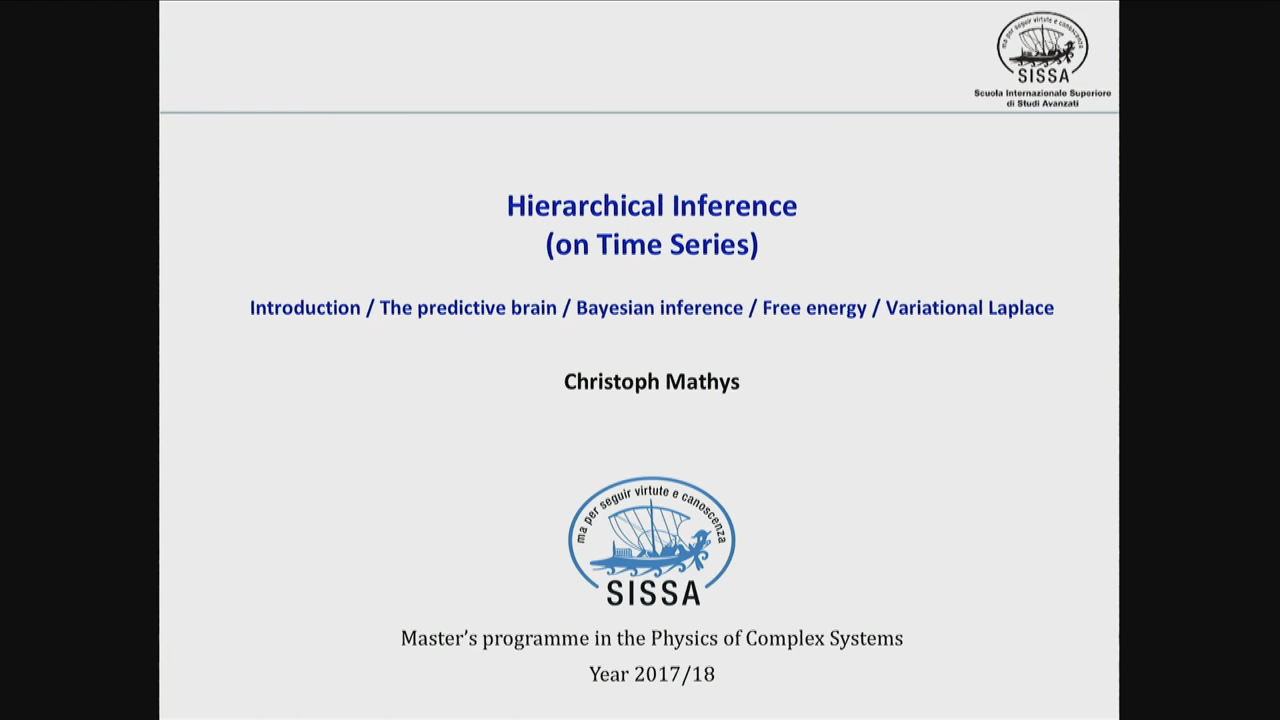 ma per seguir virtute e canoscenza
SISSA
Scuola Internazionale Superiore
di Studi Avanzati
Hierarchical Inference
(on Time Series)
Introduction / The predictive brain / Bayesian inference / Free energy / Variational Laplace
Christoph Mathys
ma per seguir virtute e canoscenza
SISSA
Master's programme in the Physics of Complex Systems
Year 2017/18